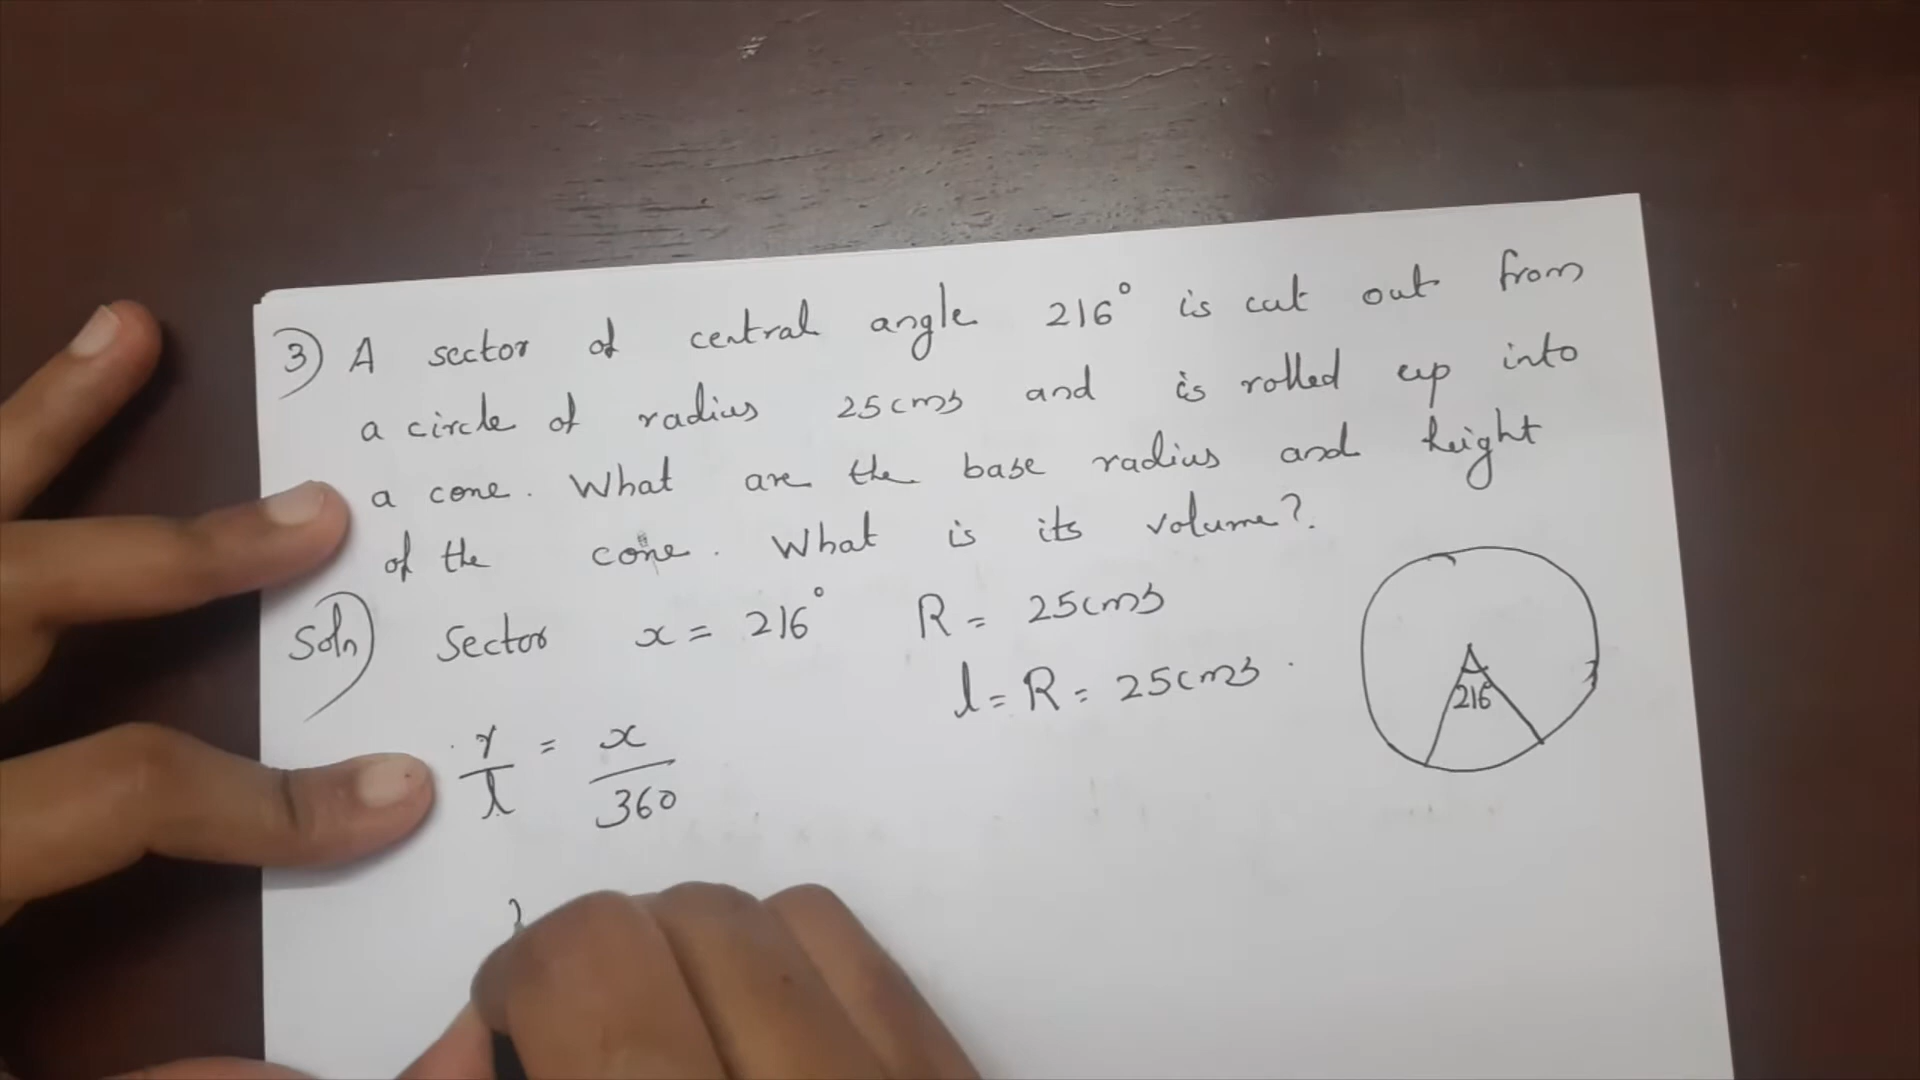 3) A sector of central angle 216° is cut out from
a circle of radius 25cms and is rolled up into
a cone. What are the base radius and height
of the cone. What is its volume?
Soln) Sector x = 216° R = 25cms
l = R = 25cms.
216
r/l = x/360